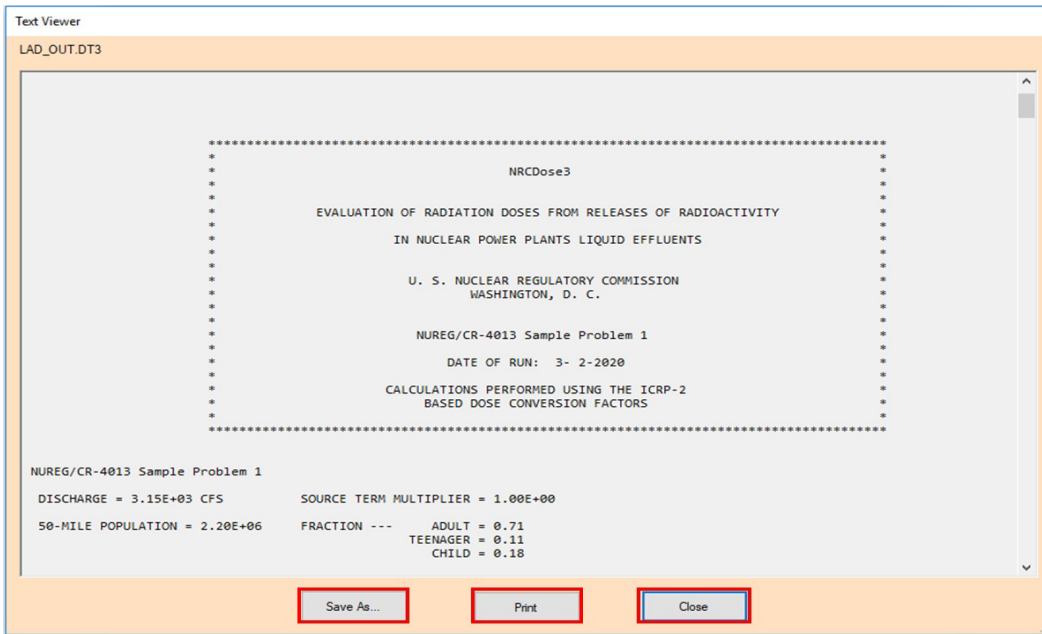 Text Viewer
LAD_OUT.DT3
****************************************************************************************
* *
* NRCDose3 *
* *
* *
* EVALUATION OF RADIATION DOSES FROM RELEASES OF RADIOACTIVITY *
* *
* IN NUCLEAR POWER PLANTS LIQUID EFFLUENTS *
* *
* *
* U. S. NUCLEAR REGULATORY COMMISSION *
* WASHINGTON, D. C. *
* *
* *
* NUREG/CR-4013 Sample Problem 1 *
* *
* DATE OF RUN: 3- 2-2020 *
* *
* CALCULATIONS PERFORMED USING THE ICRP-2 *
* BASED DOSE CONVERSION FACTORS *
* *
****************************************************************************************
NUREG/CR-4013 Sample Problem 1
DISCHARGE = 3.15E+03 CFS SOURCE TERM MULTIPLIER = 1.00E+00
50-MILE POPULATION = 2.20E+06 FRACTION --- ADULT = 0.71
TEENAGER = 0.11
CHILD = 0.18
Save As... Print Close